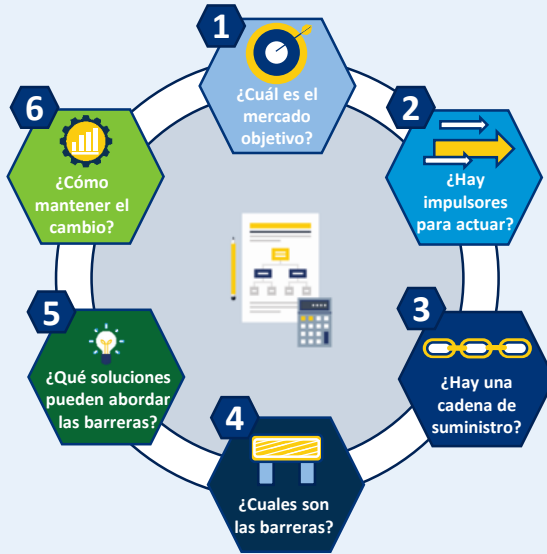 1
¿Cuál es el
mercado
objetivo?
2
¿Hay
impulsores
para actuar?
3
¿Hay una
cadena de
suministro?
4
¿Cuales son
las barreras?
5
¿Qué soluciones
pueden abordar
las barreras?
6
¿Cómo
mantener el
cambio?